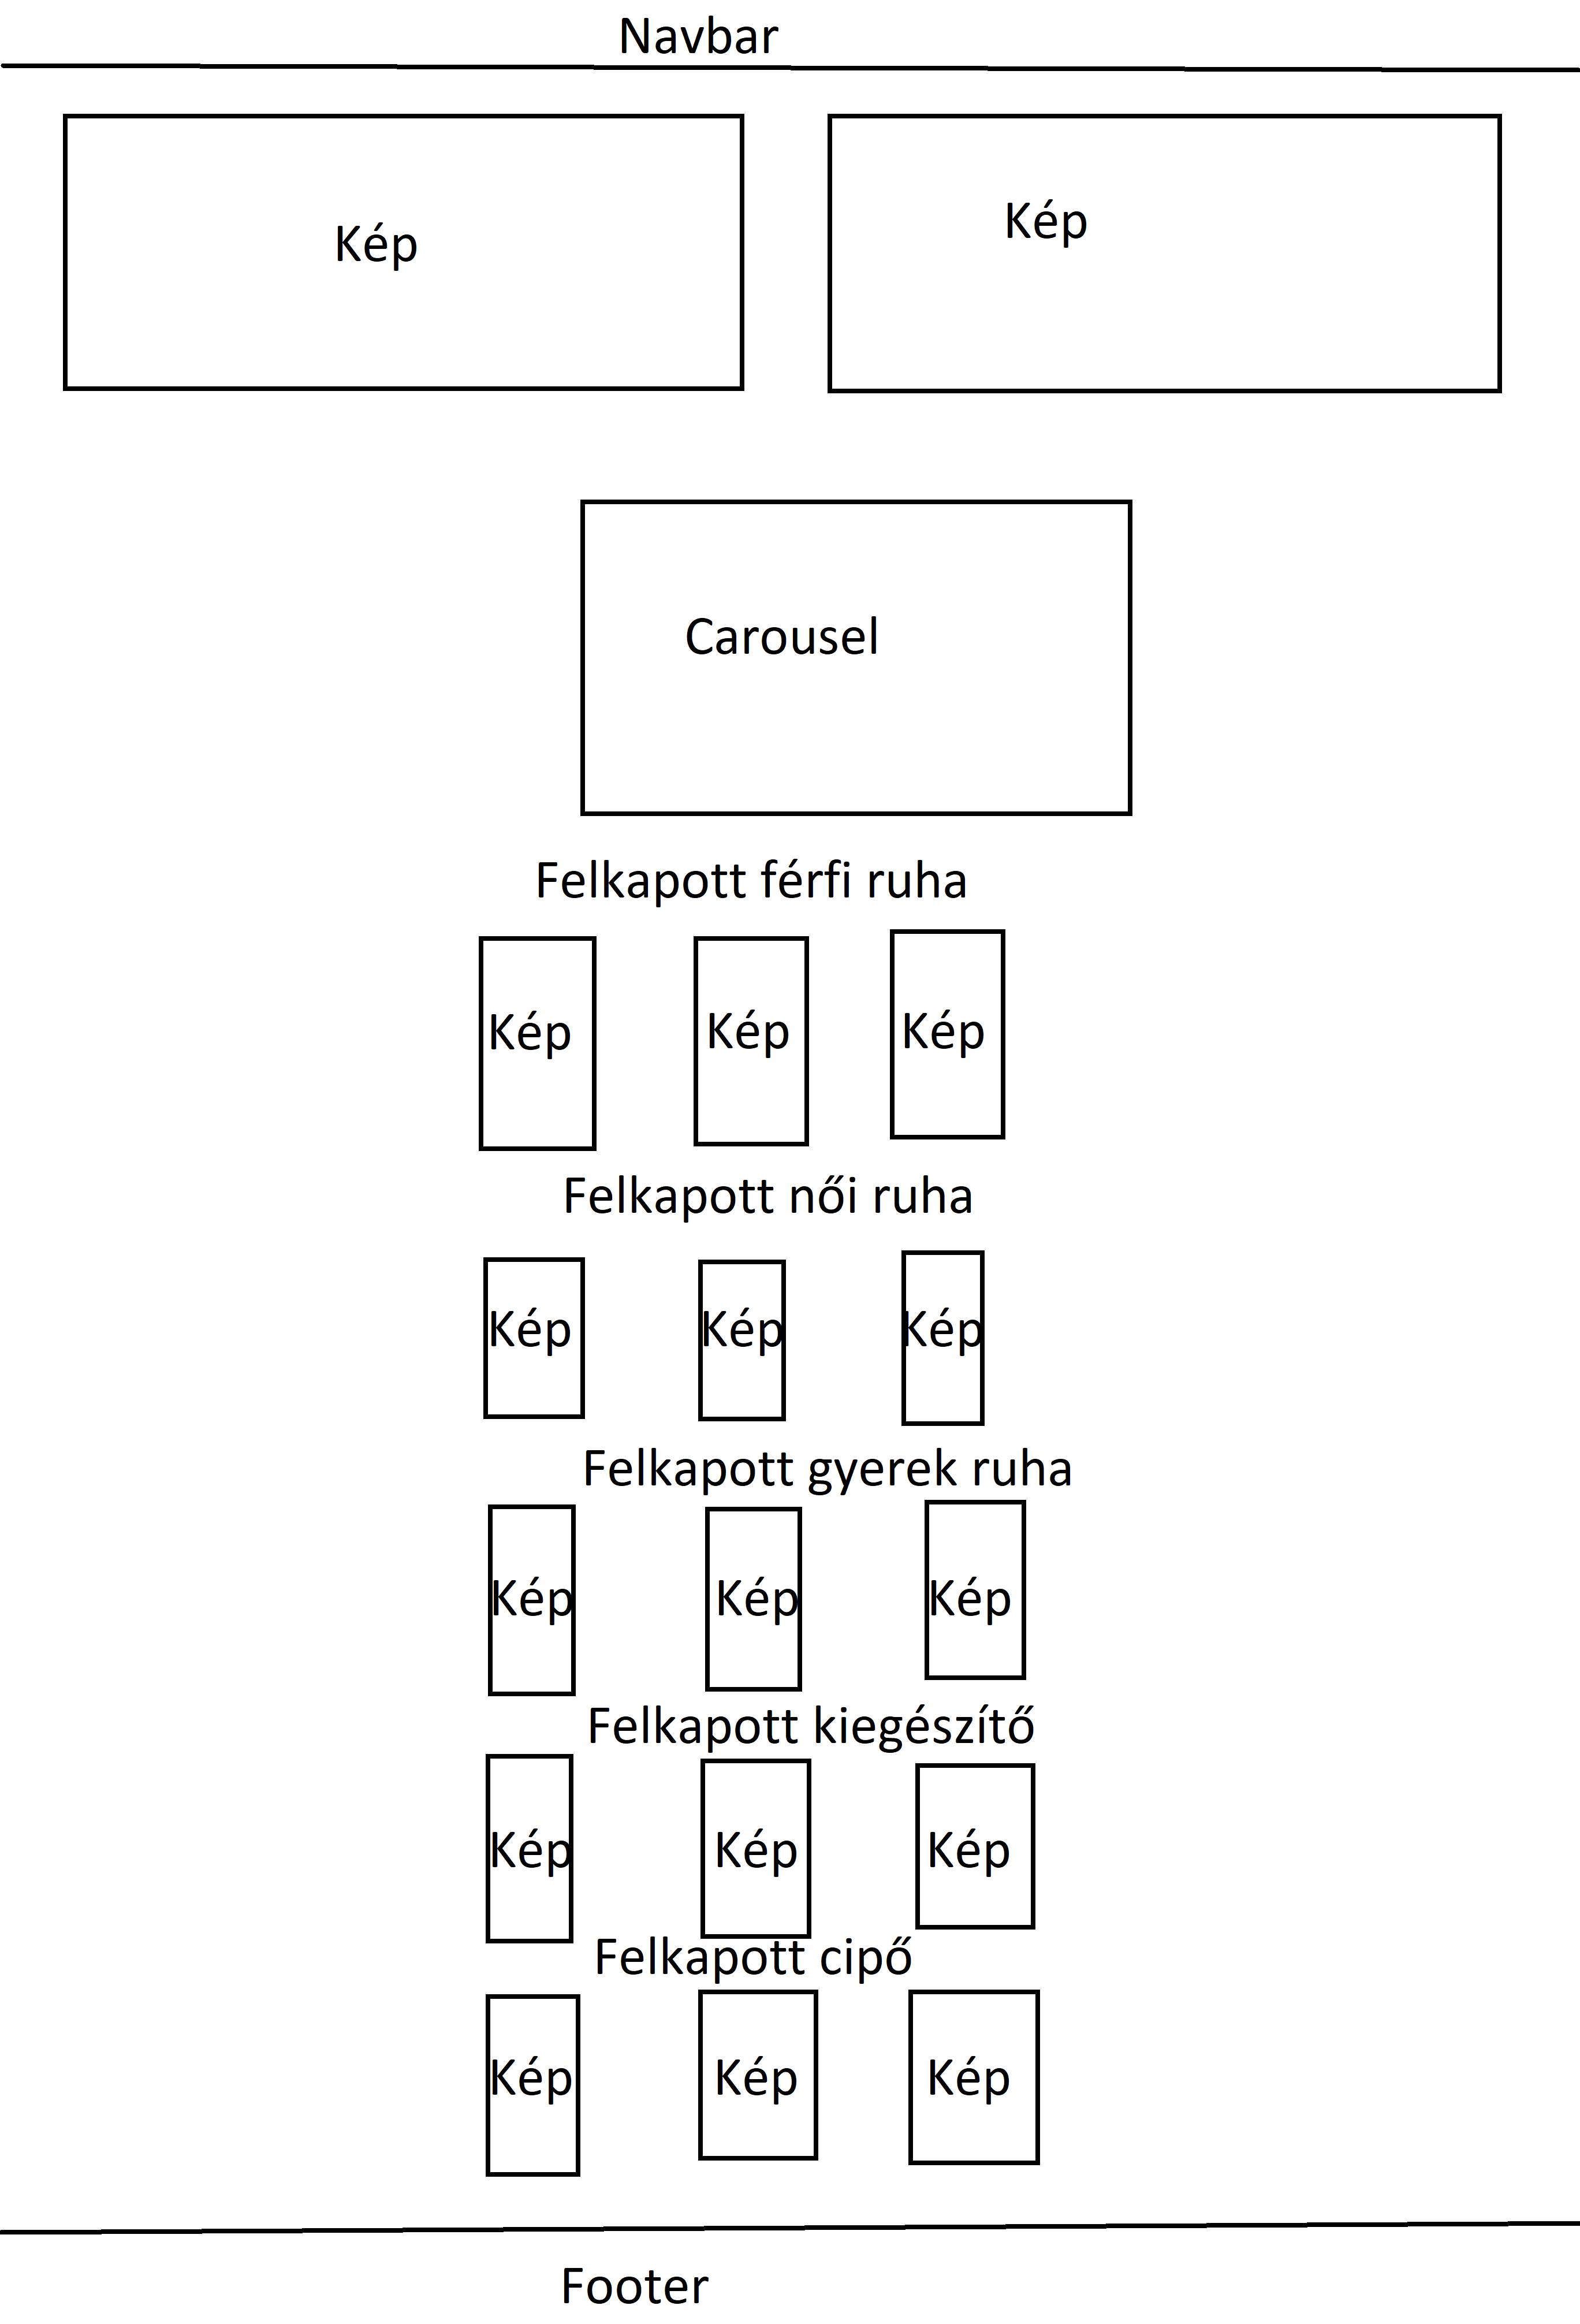 Navbar
Kép
Kép
Carousel
Felkapott férfi ruha
Kép Kép Kép
Felkapott női ruha
Kép Kép Kép
Felkapott gyerek ruha
Kép Kép Kép
Felkapott kiegészítő
Kép Kép Kép
Felkapott cipő
Kép Kép Kép
Footer